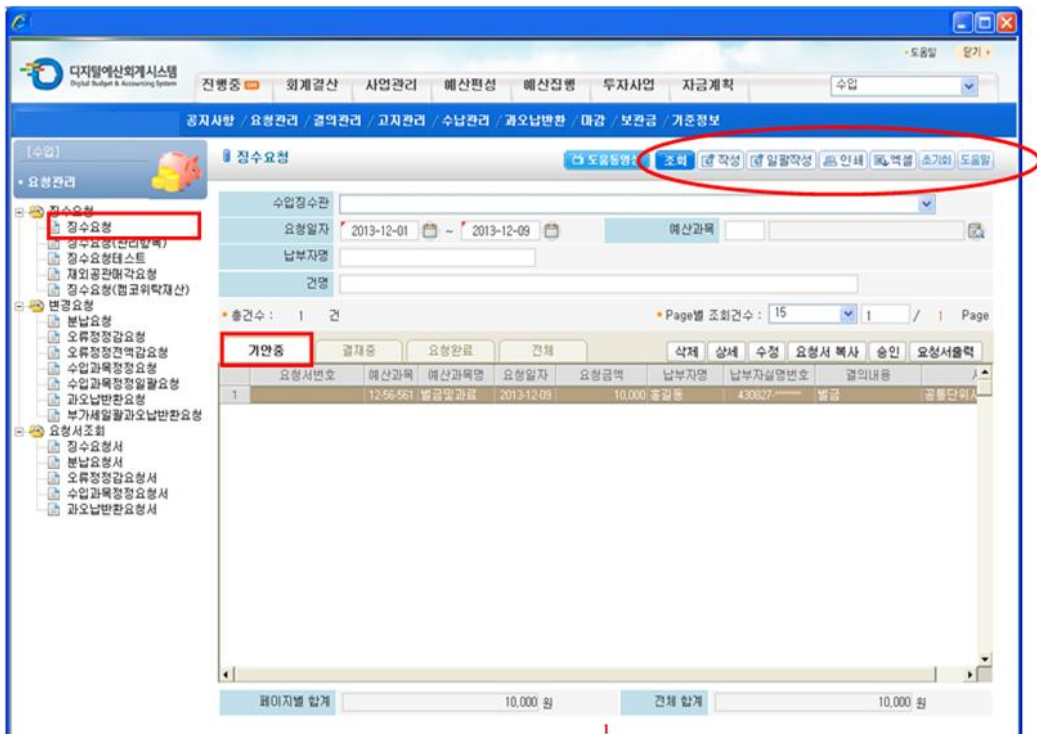 도움말 닫기
디지털예산회계시스템
Digital Budget & Accounting System
진행중 회계결산 사업관리 예산편성 예산집행 투자사업 자금계획 수입
공지사항 / 요청관리 / 결의관리 / 고지관리 / 수납관리 / 과오납반환 / 마감 / 보관금 / 기준정보
[수입]
• 요청관리
징수요청
징수요청
징수요청(관리항목)
징수요청테스트
재외공관매각요청
징수요청(캠코위탁재산)
변경요청
분납요청
오류정정감요청
오류정정전액감요청
수입과목정정요청
수입과목정정일괄요청
과오납반환요청
부가세일괄과오납반환요청
요청서조회
징수요청서
분납요청서
오류정정감요청서
수입과목정정요청서
과오납반환요청서
징수요청
도움동영상 조회 작성 일괄작성 인쇄 엑셀 초기화 도움말
수입징수관
요청일자 2013-12-01 ~ 2013-12-09 예산과목
납부자명
건명
• 총건수 : 1 건 • Page별 조회건수 : 15 1 / 1 Page
기안중 결재중 요청완료 전체 삭제 상세 수정 요청서 복사 승인 요청서출력
요청서번호 예산과목 예산과목명 요청일자 요청금액 납부자명 납부자실명번호 결의내용
1 12-56-561 벌금및과료 2013-12-09 10,000 홍길동 430827-******* 벌금 공통단위
페이지별 합계 10,000 원 전체 합계 10,000 원
1